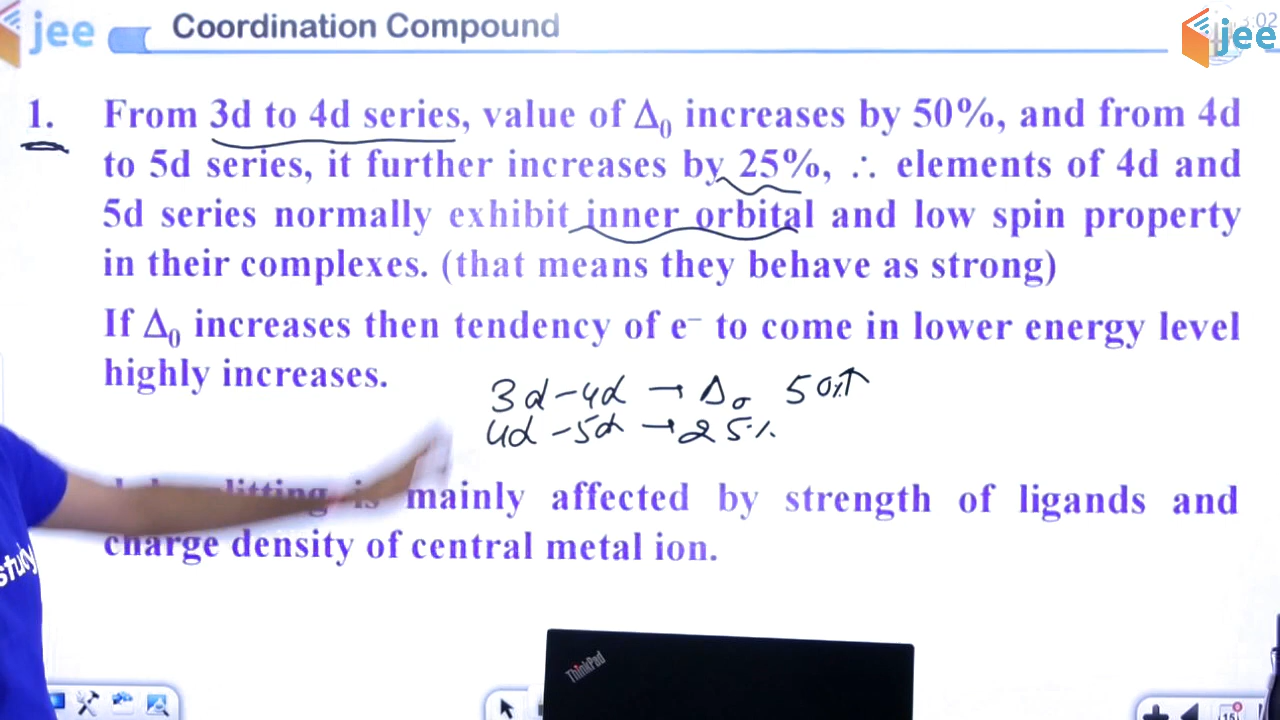 jee
Coordination Compound
3:02
jee
1. From 3d to 4d series, value of Δ₀ increases by 50%, and from 4d
to 5d series, it further increases by 25%, ∴ elements of 4d and
5d series normally exhibit inner orbital and low spin property
in their complexes. (that means they behave as strong)
If Δ₀ increases then tendency of e⁻ to come in lower energy level
highly increases.
3d-4d → Δo 50%↑
4d-5d → 25%
is mainly affected by strength of ligands and
charge density of central metal ion.
study
ThinkPad